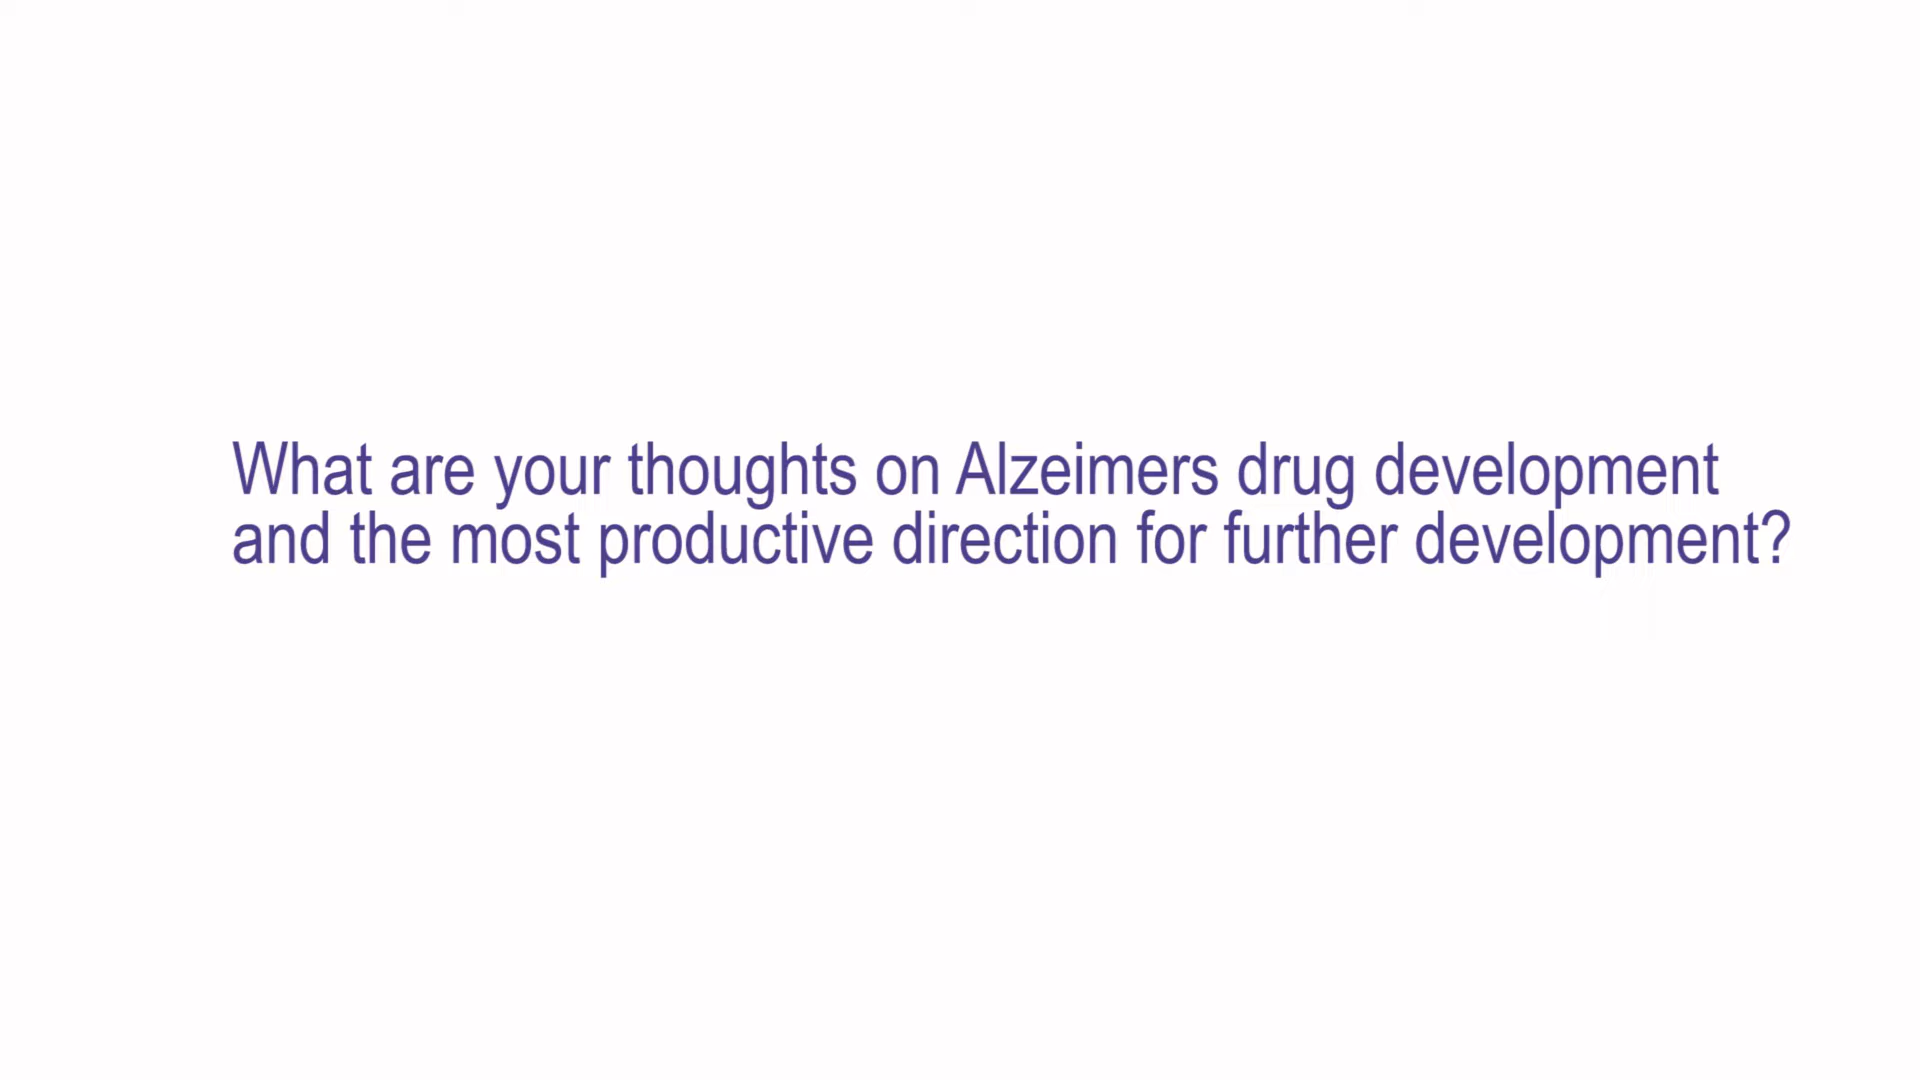 What are your thoughts on Alzeimers drug development
and the most productive direction for further development?